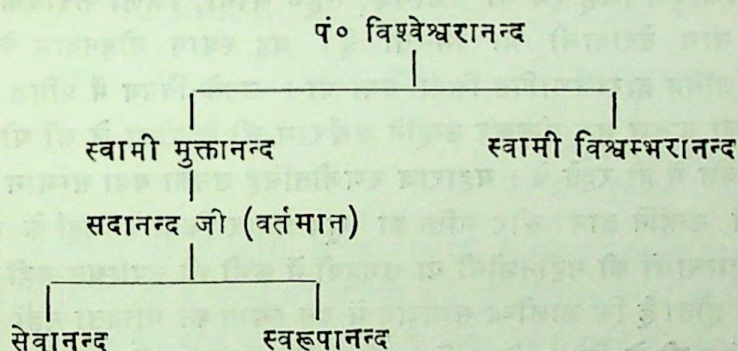 पं० विश्वेश्वरानन्द
स्वामी मुक्तानन्द स्वामी विश्वम्भरानन्द
सदानन्द जी (वर्तमान)
सेवानन्द स्वरूपानन्द